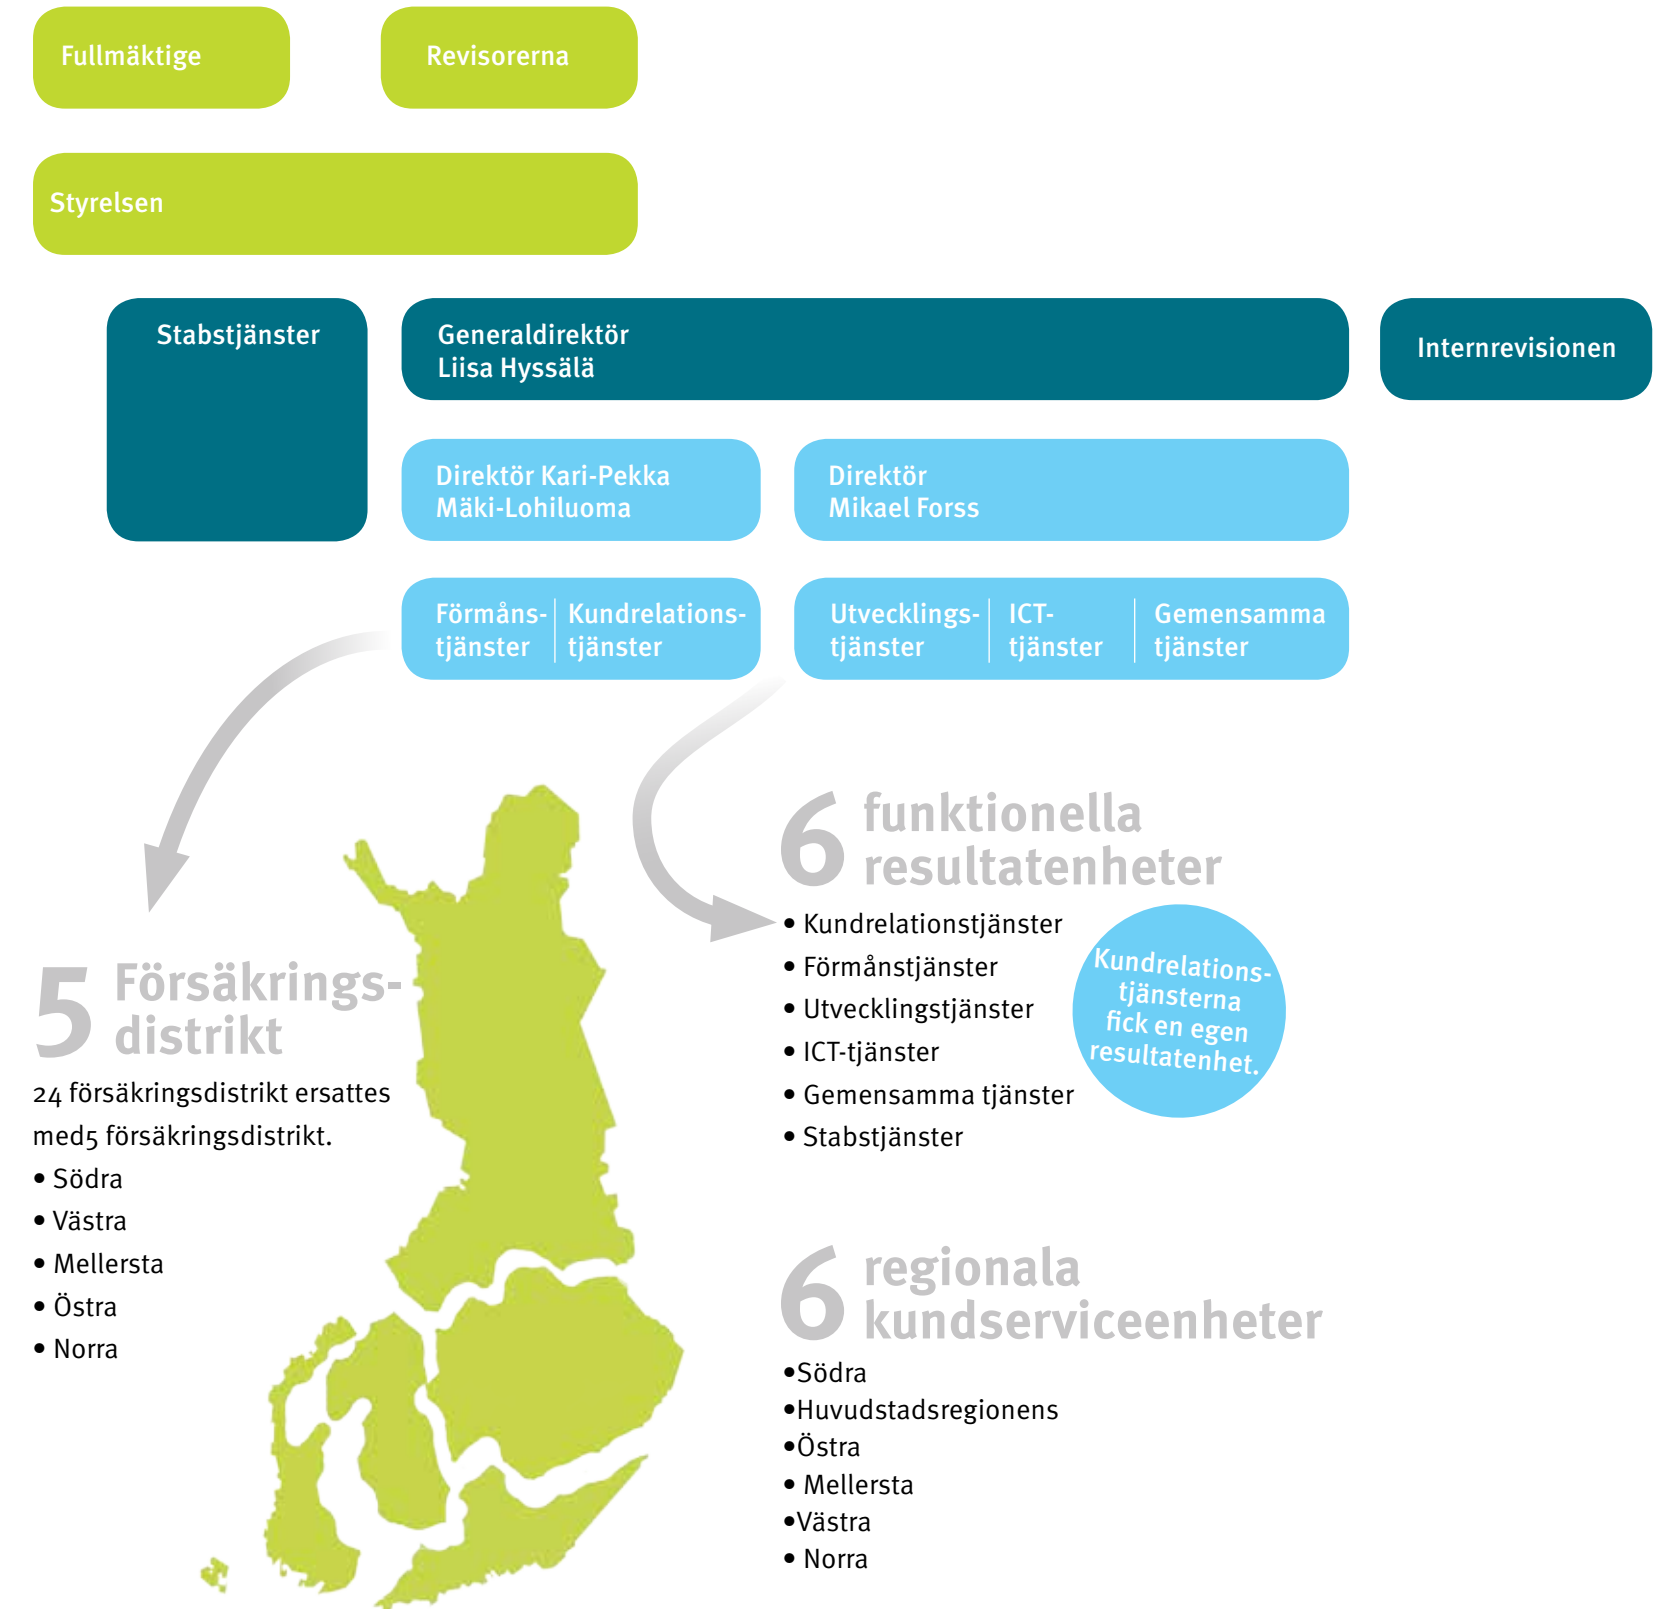 Fullmäktige
Revisorerna
Styrelsen
Stabstjänster
Generaldirektör
Liisa Hyssälä
Internrevisionen
Direktör Kari-Pekka
Mäki-Lohiluoma
Direktör
Mikael Forss
Förmåns-
tjänster
Kundrelations-
tjänster
Utvecklings-
tjänster
ICT-
tjänster
Gemensamma
tjänster
5 Försäkrings-
distrikt
24 försäkringsdistrikt ersattes
med5 försäkringsdistrikt.
• Södra
• Västra
• Mellersta
• Östra
• Norra
6 funktionella
resultatenheter
• Kundrelationstjänster
• Förmånstjänster
• Utvecklingstjänster
• ICT-tjänster
• Gemensamma tjänster
• Stabstjänster
Kundrelations-
tjänsterna
fick en egen
resultatenhet.
6 regionala
kundserviceenheter
•Södra
•Huvudstadsregionens
•Östra
• Mellersta
•Västra
• Norra